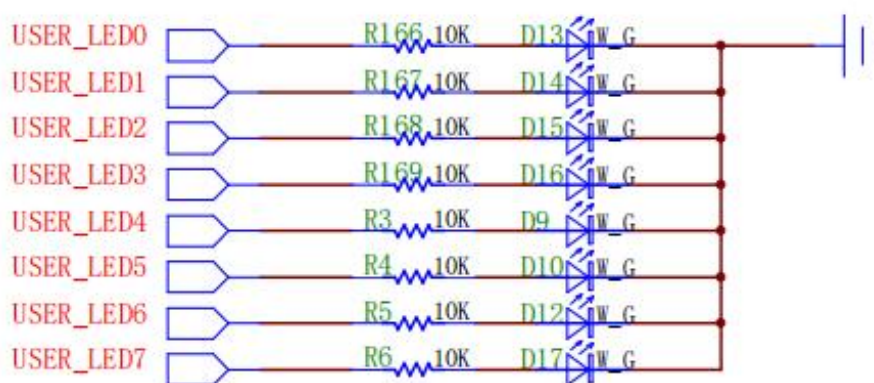 USER_LED0 R166 10K D13 W_G
USER_LED1 R167 10K D14 W_G
USER_LED2 R168 10K D15 W_G
USER_LED3 R169 10K D16 W_G
USER_LED4 R3 10K D9 W_G
USER_LED5 R4 10K D10 W_G
USER_LED6 R5 10K D12 W_G
USER_LED7 R6 10K D17 W_G